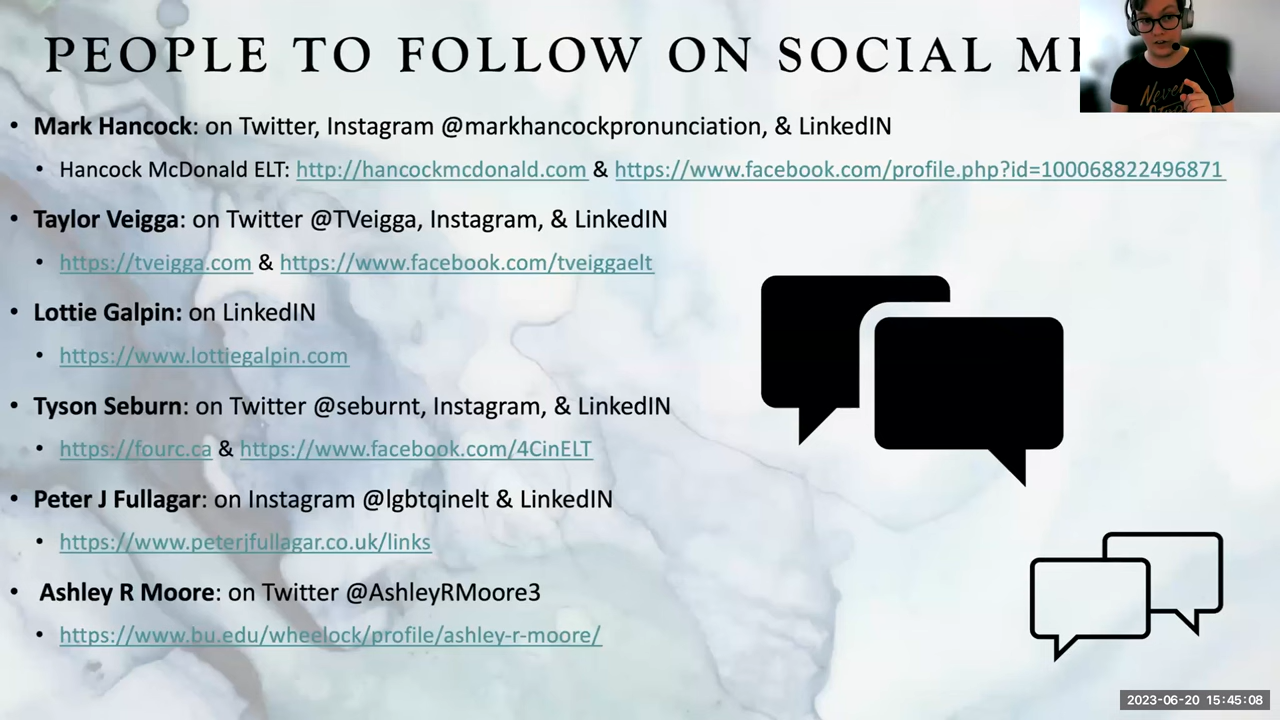 PEOPLE TO FOLLOW ON SOCIAL
• Mark Hancock: on Twitter, Instagram @markhancockpronunciation, & LinkedIN
• Hancock McDonald ELT: http://hancockmcdonald.com & https://www.facebook.com/profile.php?id=100068822496871
• Taylor Veigga: on Twitter @TVeigga, Instagram, & LinkedIN
• https://tveigga.com & https://www.facebook.com/tveiggaelt
• Lottie Galpin: on LinkedIN
• https://www.lottiegalpin.com
• Tyson Seburn: on Twitter @seburnt, Instagram, & LinkedIN
• https://fourc.ca & https://www.facebook.com/4CinELT
• Peter J Fullagar: on Instagram @lgbtqinelt & LinkedIN
• https://www.peterjfullagar.co.uk/links
• Ashley R Moore: on Twitter @AshleyRMoore3
• https://www.bu.edu/wheelock/profile/ashley-r-moore/
Never
2023-06-20 15:45:08